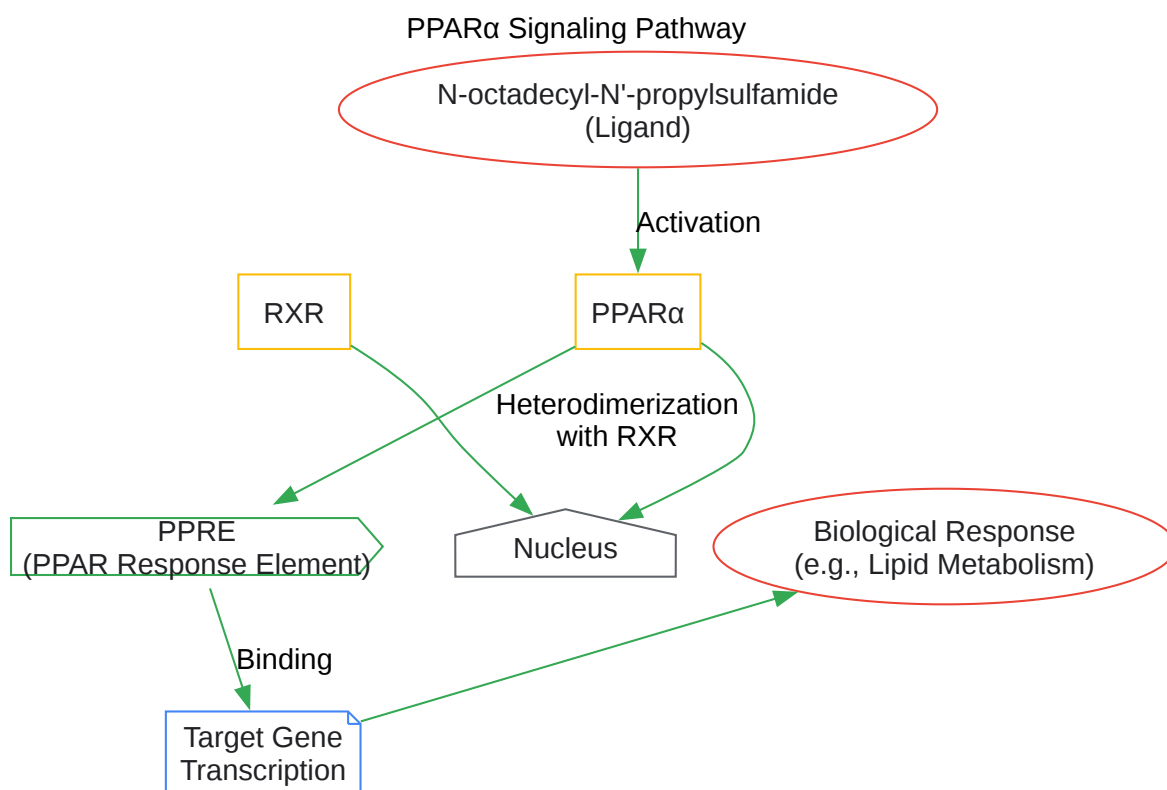 PPARα Signaling Pathway
N-octadecyl-N'-propylsulfamide
(Ligand)
Activation
RXR
PPARα
Heterodimerization
with RXR
PPRE
(PPAR Response Element)
Nucleus
Biological Response
(e.g., Lipid Metabolism)
Binding
Target Gene
Transcription